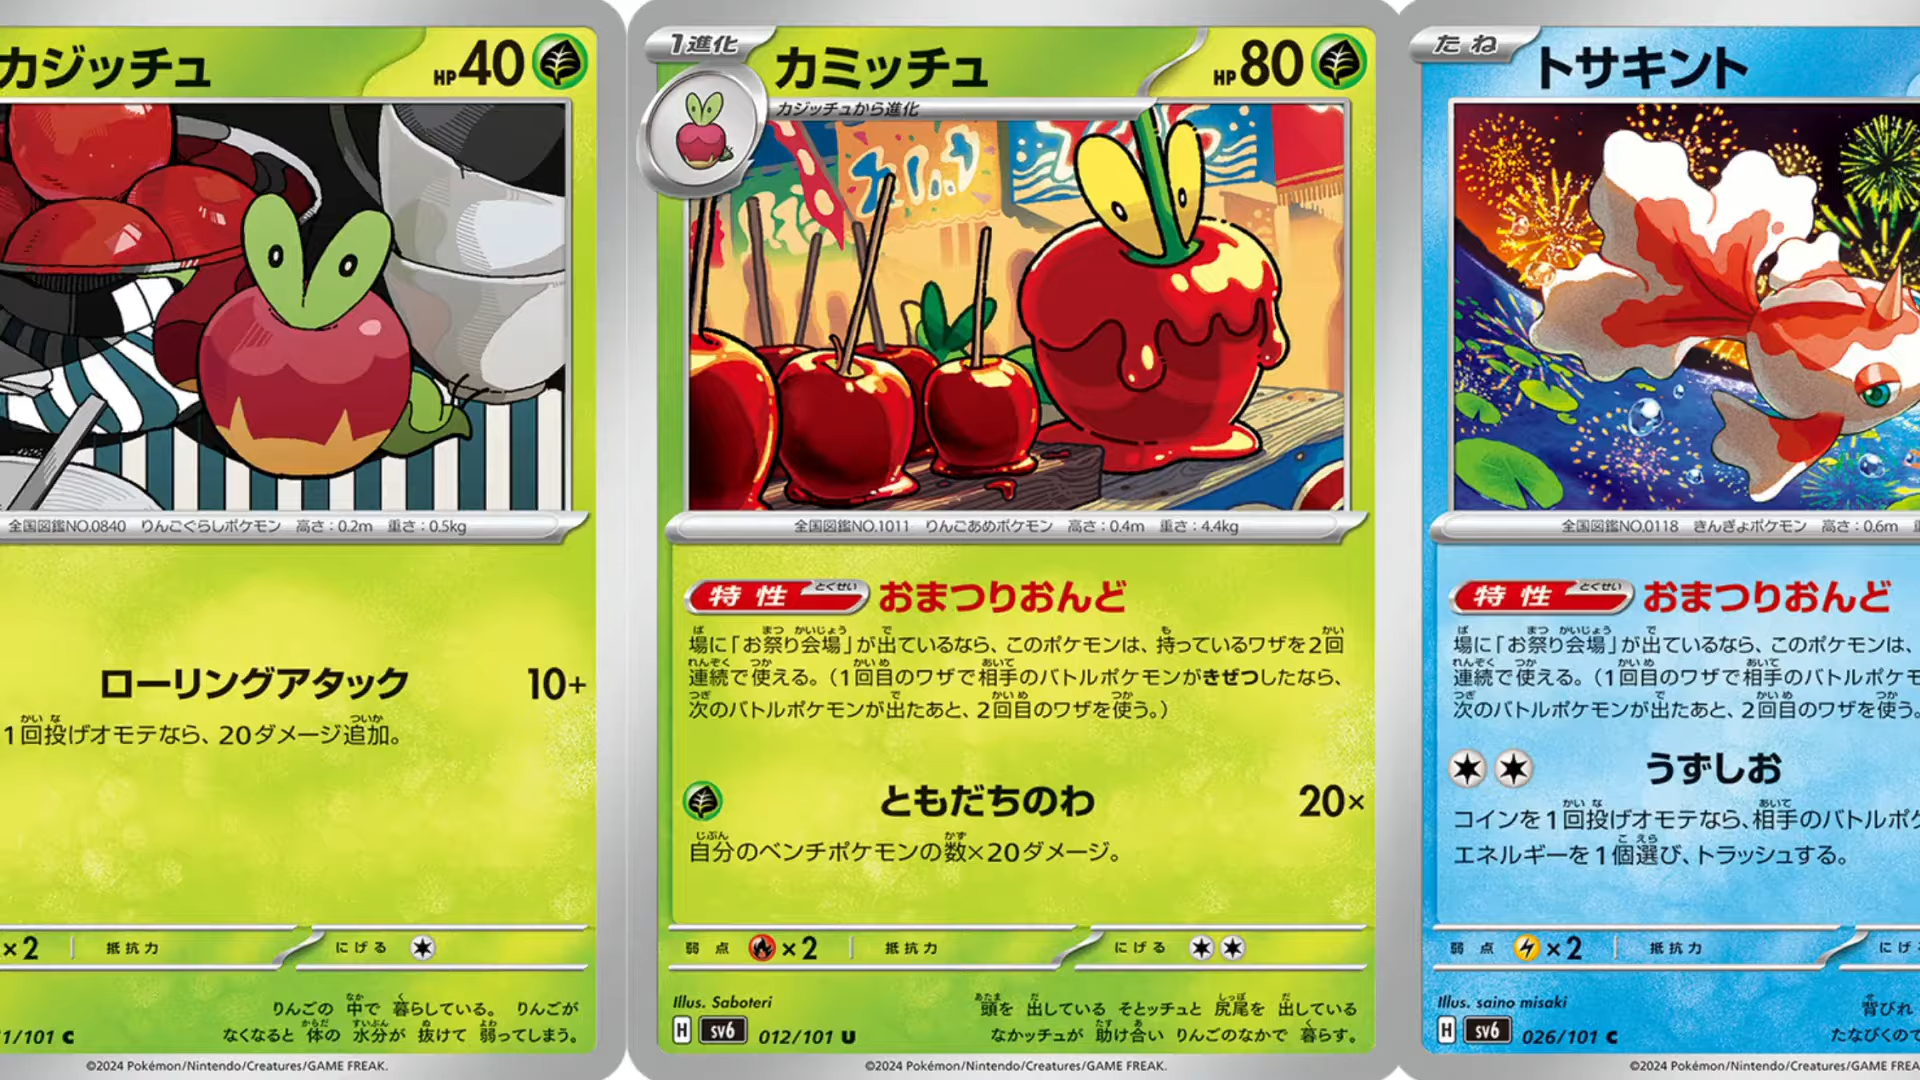 カジッチュ
HP40
全国図鑑NO.0840 りんごぐらしポケモン 高さ:0.2m 重さ:0.5kg
ローリングアタック 10+
1回投げオモテなら、20ダメージ追加。
×2 抵抗力 にげる
りんごの 中で 暮らしている。 りんごが
なくなると 体の 水分が 抜けて 弱ってしまう。
1/101 C
©2024 Pokémon/Nintendo/Creatures/GAME FREAK.
1進化
カミッチュ
HP80
カジッチュから進化
全国図鑑NO.1011 りんごあめポケモン 高さ:0.4m 重さ:4.4kg
特性 とくせい おまつりおんど
場に「お祭り会場」が出ているなら、このポケモンは、持っているワザを2回
連続で使える。(1回目のワザで相手のバトルポケモンがきぜつしたなら、
次のバトルポケモンが出たあと、2回目のワザを使う。)
ともだちのわ 20×
自分のベンチポケモンの数×20ダメージ。
弱点 ×2 抵抗力 にげる
Illus. Saboteri
頭を 出している そとッチュと 尻尾を 出している
なかッチュが 助け合い りんごのなかで 暮らす。
H SV6 012/101 U
©2024 Pokémon/Nintendo/Creatures/GAME FREAK.
たね
トサキント
全国図鑑NO.0118 きんぎょポケモン 高さ:0.6m
特性 とくせい おまつりおんど
場に「お祭り会場」が出ているなら、このポケモンは、
連続で使える。(1回目のワザで相手のバトルポケモ
次のバトルポケモンが出たあと、2回目のワザを使う。
うずしお
コインを1回投げオモテなら、相手のバトルポケ
エネルギーを1個選び、トラッシュする。
弱点 ×2 抵抗力 にげ
Illus. saino misaki
背びれ
たなびくので
H SV6 026/101 C
©2024 Pokémon/Nintendo/Creatures/GAME FREA